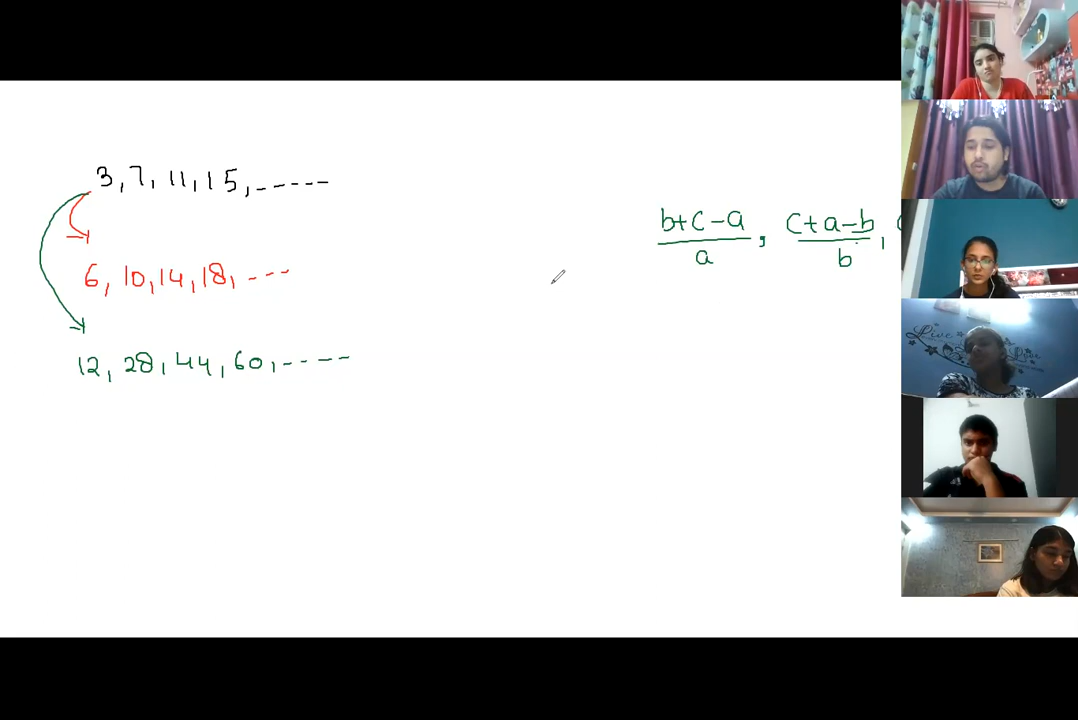 3, 7, 11, 15, -----
6, 10, 14, 18, ---
12, 28, 44, 60, ----
b+c-a/a, c+a-b/b,